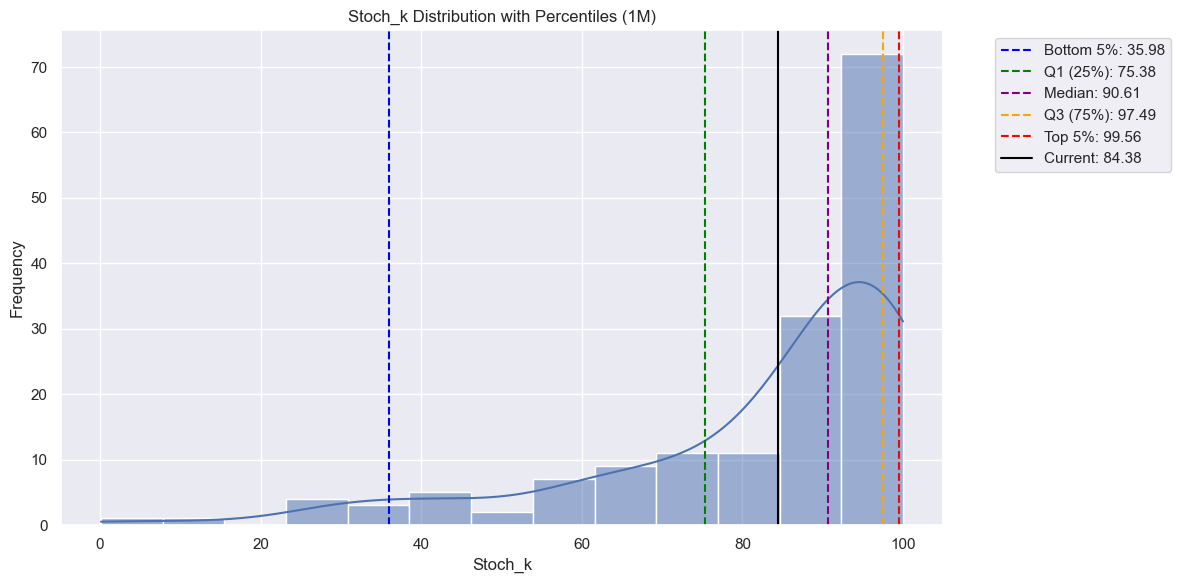 Stoch_k Distribution with Percentiles (1M)
Bottom 5%: 35.98
Q1 (25%): 75.38
Median: 90.61
Q3 (75%): 97.49
Top 5%: 99.56
Current: 84.38
Frequency
70
60
50
40
30
20
10
0
0 20 40 60 80 100
Stoch_k